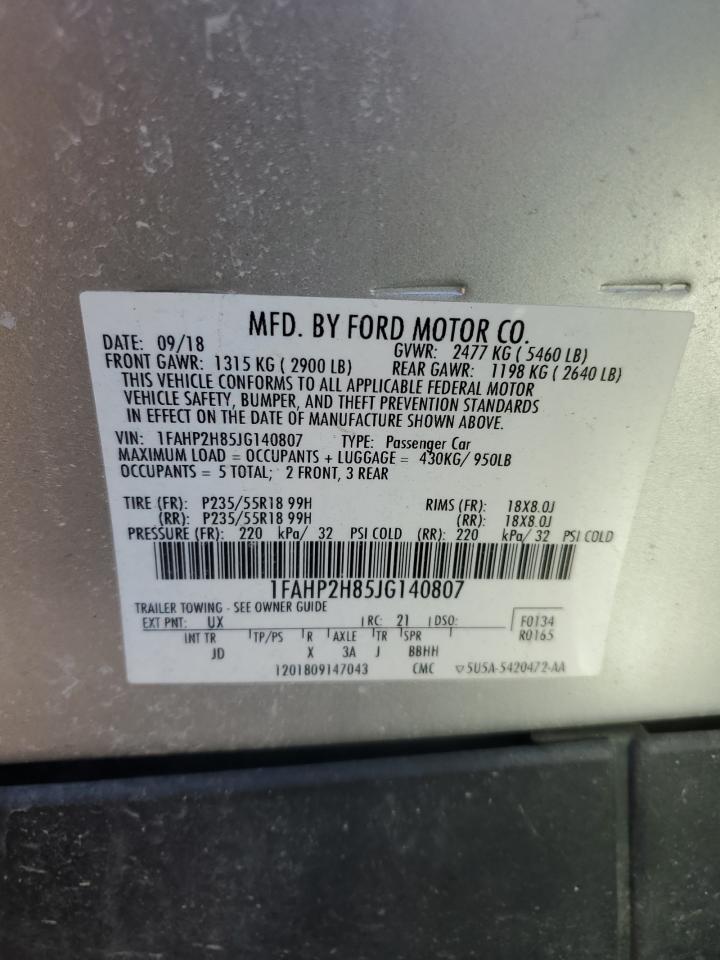 MFD. BY FORD MOTOR CO.
DATE: 09/18 GVWR: 2477 KG ( 5460 LB)
FRONT GAWR: 1315 KG ( 2900 LB) REAR GAWR: 1198 KG ( 2640 LB)
THIS VEHICLE CONFORMS TO ALL APPLICABLE FEDERAL MOTOR
VEHICLE SAFETY, BUMPER, AND THEFT PREVENTION STANDARDS
IN EFFECT ON THE DATE OF MANUFACTURE SHOWN ABOVE.
VIN: 1FAHP2H85JG140807 TYPE: Passenger Car
MAXIMUM LOAD = OCCUPANTS + LUGGAGE = 430KG/ 950LB
OCCUPANTS = 5 TOTAL; 2 FRONT, 3 REAR
TIRE (FR): P235/55R18 99H RIMS (FR): 18X8.0J
(RR): P235/55R18 99H (RR): 18X8.0J
PRESSURE (FR): 220 kPa/ 32 PSI COLD (RR): 220 kPa/ 32 PSI COLD
1FAHP2H85JG140807
TRAILER TOWING - SEE OWNER GUIDE
EXT PNT: UX RC: 21 DSO: F0134
INT TR TP/PS R AXLE TR SPR R0165
JD X 3A J BBHH
1201809147043 CMC ▽5U5A-5420472-AA